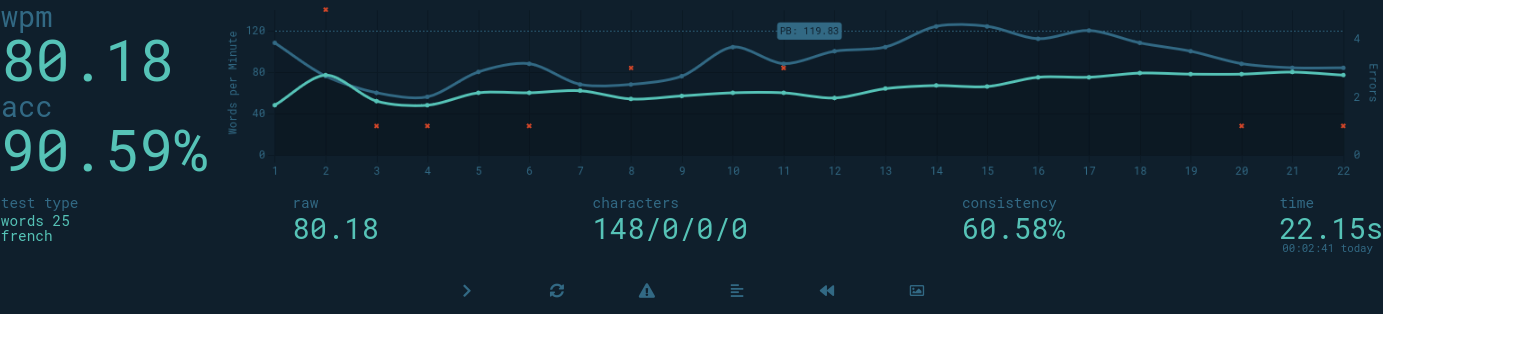 wpm
80.18
acc
90.59%
Words per Minute
120
80
40
0
PB: 119.83
4
2
0
Errors
1 2 3 4 5 6 7 8 9 10 11 12 13 14 15 16 17 18 19 20 21 22
test type
words 25
french
raw
80.18
characters
148/0/0/0
consistency
60.58%
time
22.15s
00:02:41 today